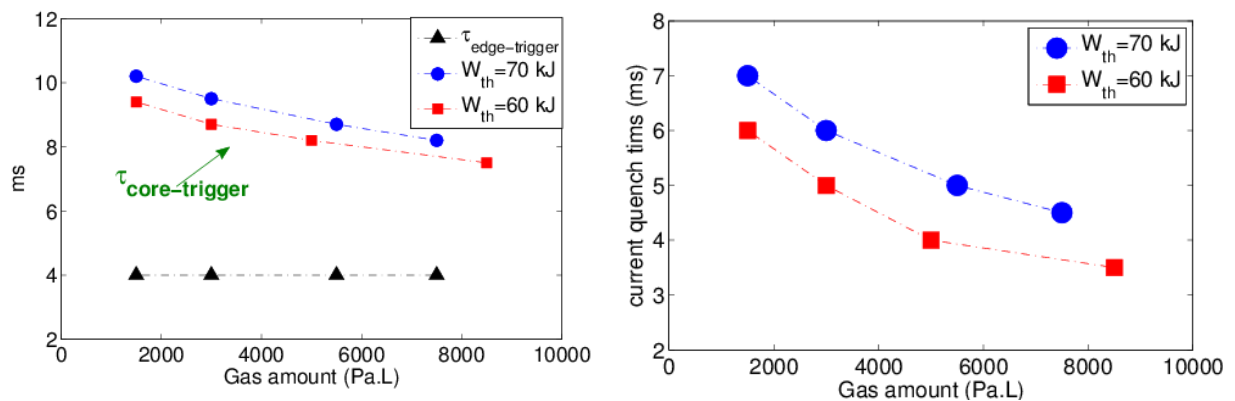 12
10
8
6
4
2
ms
0
2000
4000
6000
8000
10000
Gas amount (Pa.L)
τedge−trigger
Wth=70 kJ
Wth=60 kJ
τcore−trigger
8
7
6
5
4
3
2
current quench tims (ms)
0
2000
4000
6000
8000
10000
Gas amount (Pa.L)
Wth=70 kJ
Wth=60 kJ